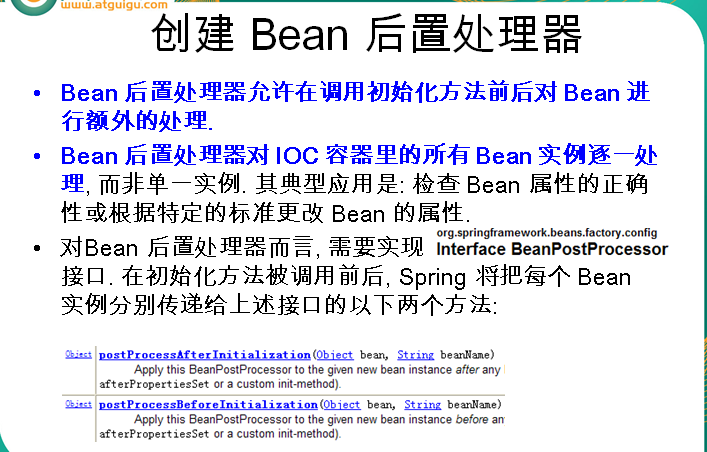 www.atguigu.com
创建 Bean 后置处理器
• Bean 后置处理器允许在调用初始化方法前后对 Bean 进
行额外的处理.
• Bean 后置处理器对 IOC 容器里的所有 Bean 实例逐一处
理, 而非单一实例. 其典型应用是: 检查 Bean 属性的正确
性或根据特定的标准更改 Bean 的属性.
org.springframework.beans.factory.config
• 对Bean 后置处理器而言, 需要实现 Interface BeanPostProcessor
接口. 在初始化方法被调用前后, Spring 将把每个 Bean
实例分别传递给上述接口的以下两个方法:
Object postProcessAfterInitialization(Object bean, String beanName)
Apply this BeanPostProcessor to the given new bean instance after any
afterPropertiesSet or a custom init-method).
Object postProcessBeforeInitialization(Object bean, String beanName)
Apply this BeanPostProcessor to the given new bean instance before an
afterPropertiesSet or a custom init-method).